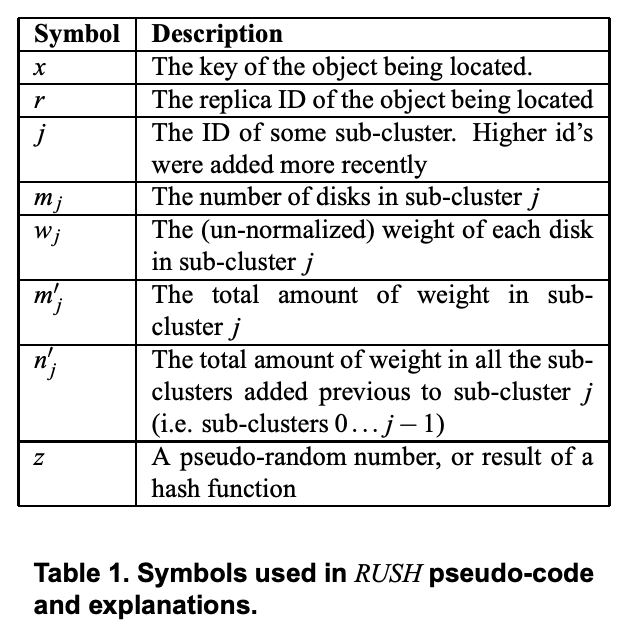 Symbol Description
x The key of the object being located.
r The replica ID of the object being located
j The ID of some sub-cluster. Higher id's
were added more recently
m_j The number of disks in sub-cluster j
w_j The (un-normalized) weight of each disk
in sub-cluster j
m′_j The total amount of weight in sub-
cluster j
n′_j The total amount of weight in all the sub-
clusters added previous to sub-cluster j
(i.e. sub-clusters 0…j − 1)
z A pseudo-random number, or result of a
hash function
Table 1. Symbols used in RUSH pseudo-code
and explanations.